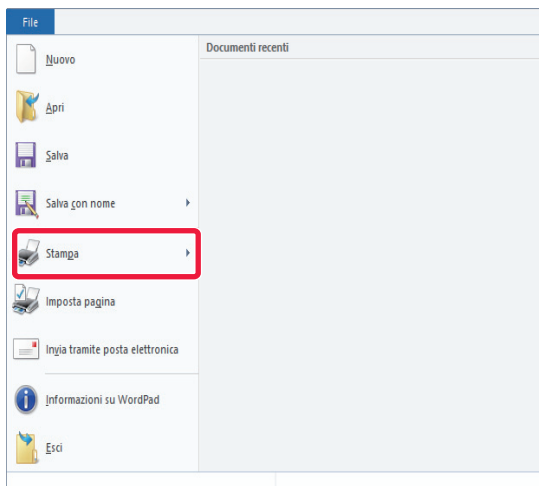 File
Documenti recenti
Nuovo
Apri
Salva
Salva con nome
Stampa
Imposta pagina
Invia tramite posta elettronica
Informazioni su WordPad
Esci